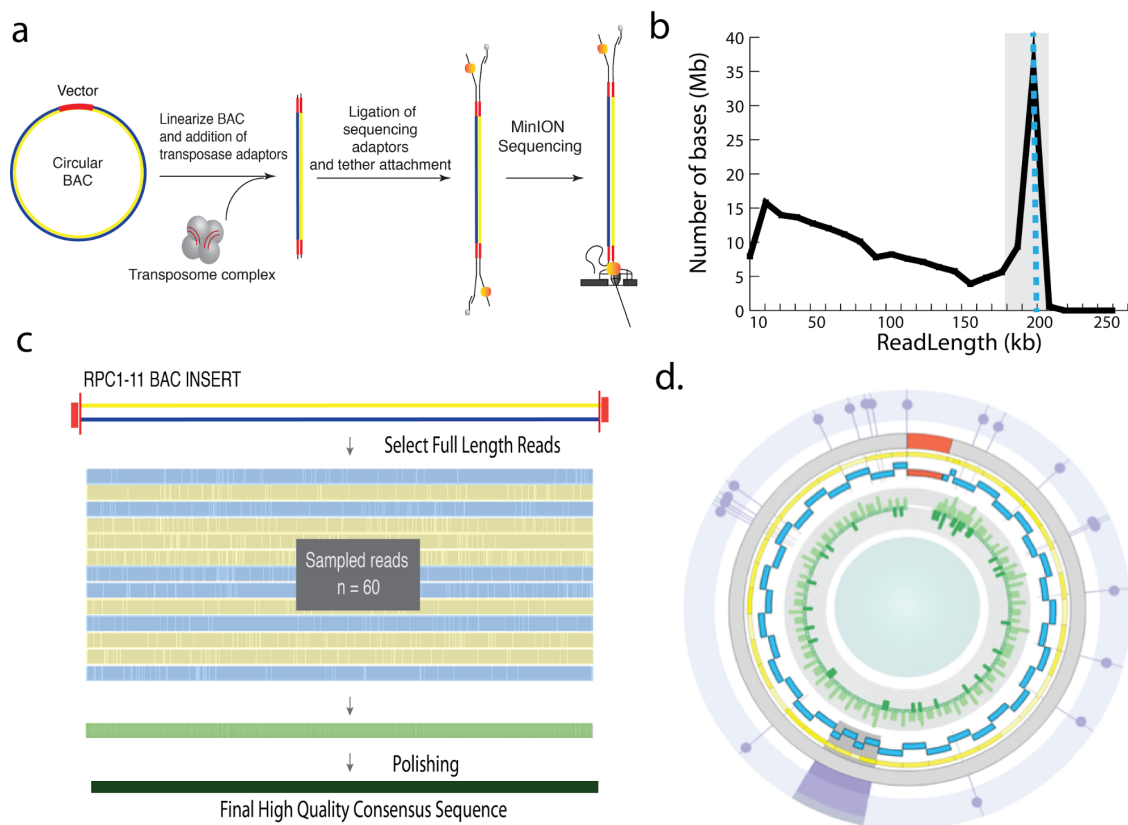 a
Vector
Circular
BAC
Linearize BAC
and addition of
transposase adaptors
Transposome complex
Ligation of
sequencing
adaptors
and tether attachment
MinION
Sequencing
b
Number of bases (Mb)
40
35
30
25
20
15
10
5
0
10 50 100 150 200 250
ReadLength (kb)
c
RPC1-11 BAC INSERT
Select Full Length Reads
Sampled reads
n = 60
Polishing
Final High Quality Consensus Sequence
d.